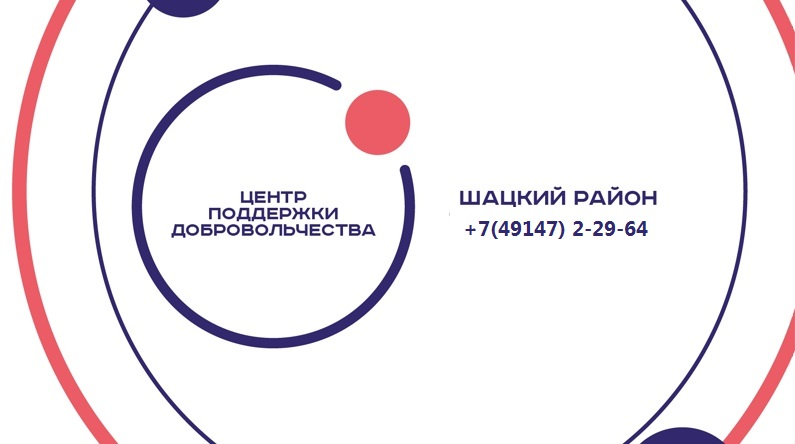 ЦЕНТР
ПОДДЕРЖКИ
ДОБРОВОЛЬЧЕСТВА
ШАЦКИЙ РАЙОН
+7(49147) 2-29-64